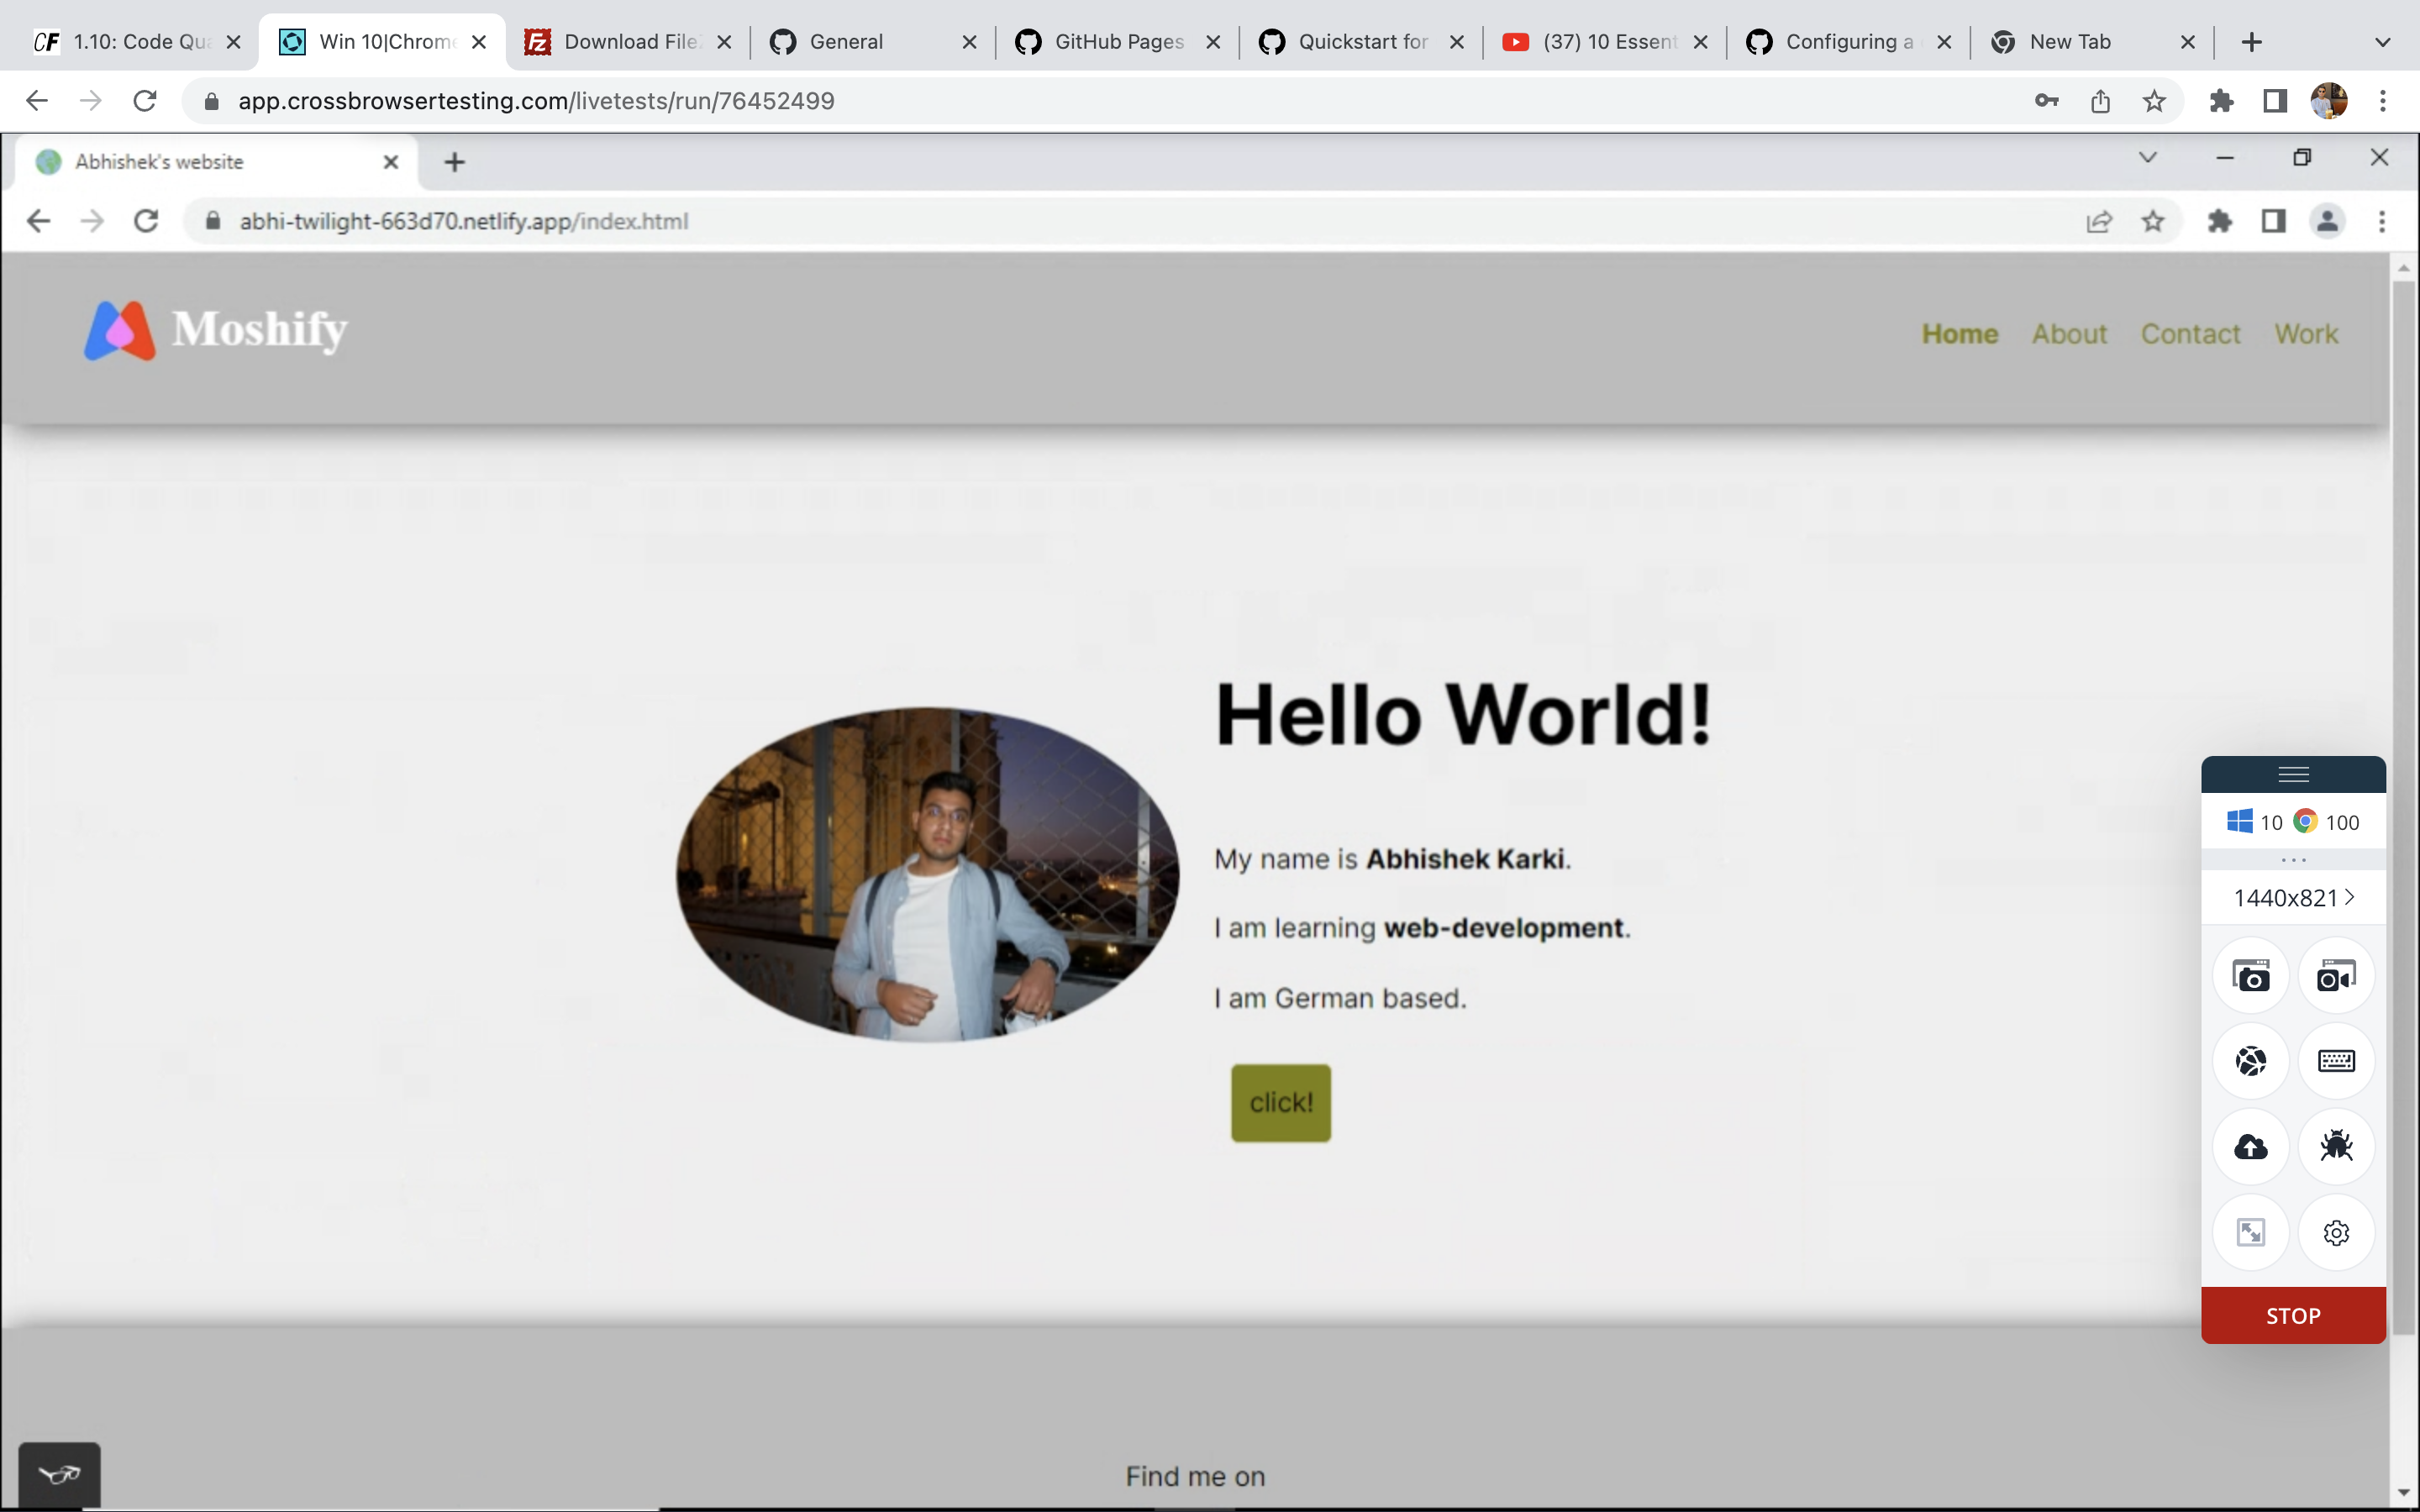 CF 1.10: Code Qua
Win 10|Chrome
Download File
General
GitHub Pages
Quickstart for
(37) 10 Essent
Configuring a
New Tab
app.crossbrowsertesting.com/livetests/run/76452499
Abhishek's website
abhi-twilight-663d70.netlify.app/index.html
Moshify
Home About Contact Work
Hello World!
My name is Abhishek Karki.
I am learning web-development.
I am German based.
click!
10 100
1440x821
STOP
Find me on